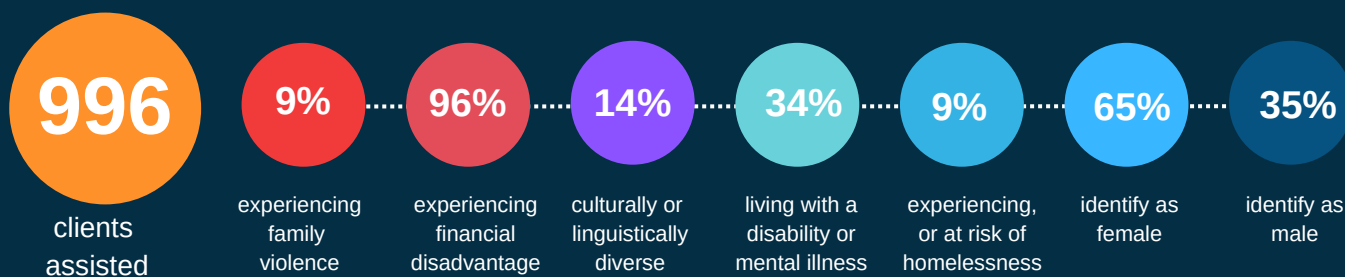 996
clients
assisted
9%
experiencing
family
violence
96%
experiencing
financial
disadvantage
14%
culturally or
linguistically
diverse
34%
living with a
disability or
mental illness
9%
experiencing,
or at risk of
homelessness
65%
identify as
female
35%
identify as
male